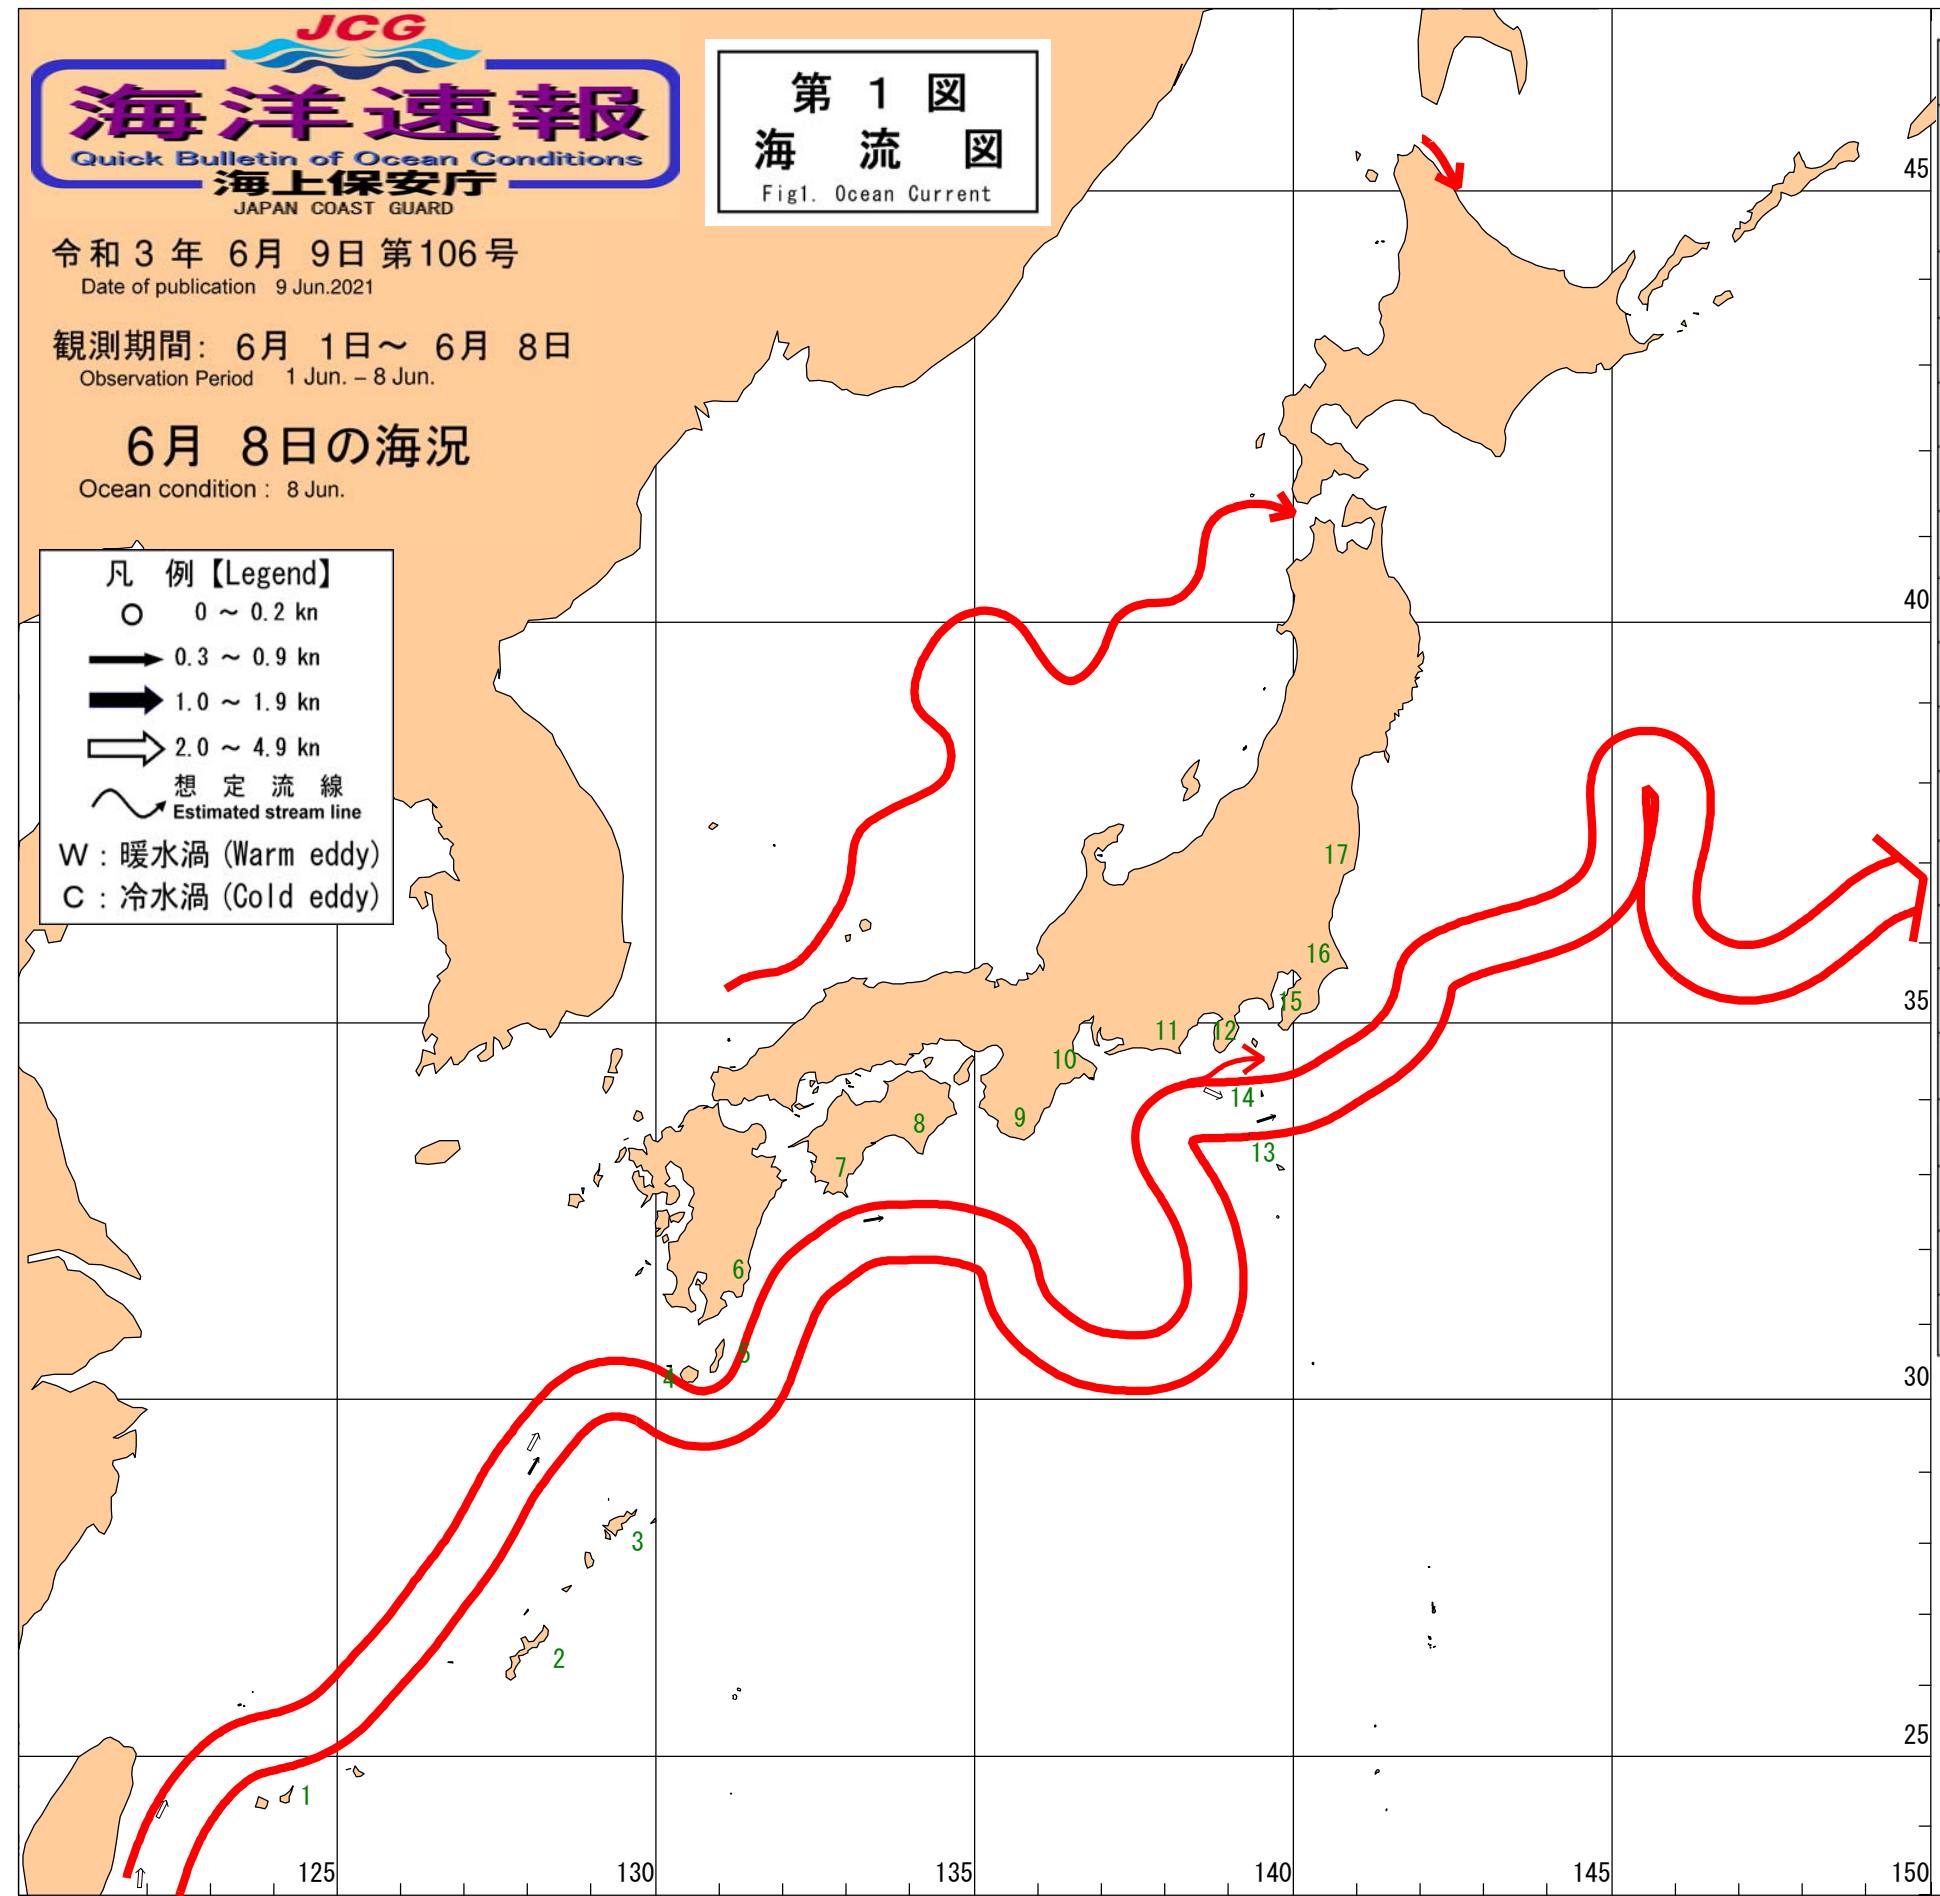 JCG
海洋速報
Quick Bulletin of Ocean Conditions
海上保安庁
JAPAN COAST GUARD
第 1 図
海 流 図
Fig1. Ocean Current
令和 3 年 6月 9日 第106号
Date of publication 9 Jun.2021
観測期間: 6月 1日～ 6月 8日
Observation Period 1 Jun. – 8 Jun.
6月 8日の海況
Ocean condition : 8 Jun.
凡 例【Legend】
0 ～ 0.2 kn
0.3 ～ 0.9 kn
1.0 ～ 1.9 kn
2.0 ～ 4.9 kn
想 定 流 線
Estimated stream line
W : 暖水渦 (Warm eddy)
C : 冷水渦 (Cold eddy)
45
40
17
16
35
15
12
11
10
14
9
8
13
7
6
5
4
30
3
2
25
1
125
130
135
140
145
150